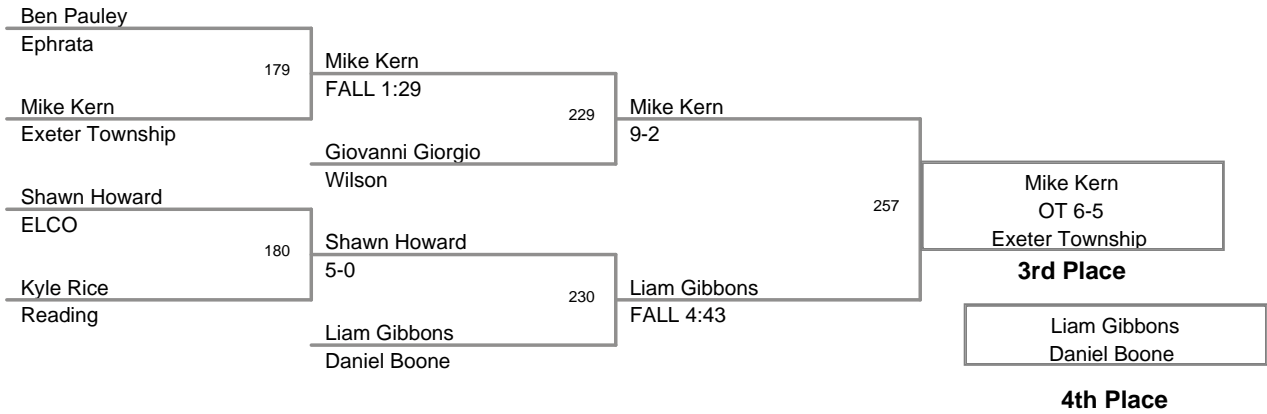 Ben Pauley
Ephrata
179
Mike Kern
FALL 1:29
Mike Kern
Exeter Township
229
Mike Kern
9-2
Giovanni Giorgio
Wilson
Shawn Howard
ELCO
257
Mike Kern
OT 6-5
Exeter Township
3rd Place
180
Shawn Howard
5-0
Kyle Rice
Reading
230
Liam Gibbons
FALL 4:43
Liam Gibbons
Daniel Boone
Liam Gibbons
Daniel Boone
4th Place